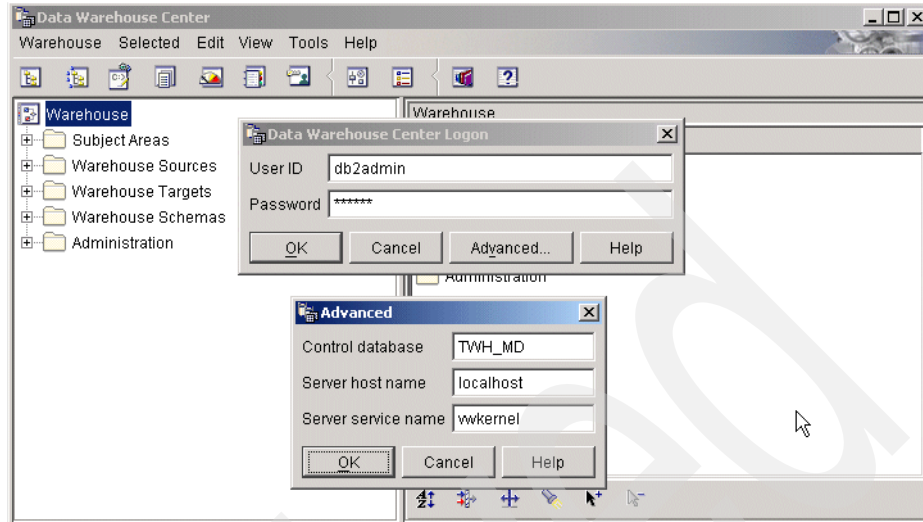 Data Warehouse Center
Warehouse Selected Edit View Tools Help
Warehouse
Subject Areas
Warehouse Sources
Warehouse Targets
Warehouse Schemas
Administration
Warehouse
Data Warehouse Center Logon
User ID db2admin
Password ******
OK Cancel Advanced... Help
Administration
Advanced
Control database TWH_MD
Server host name localhost
Server service name vwkernel
OK Cancel Help